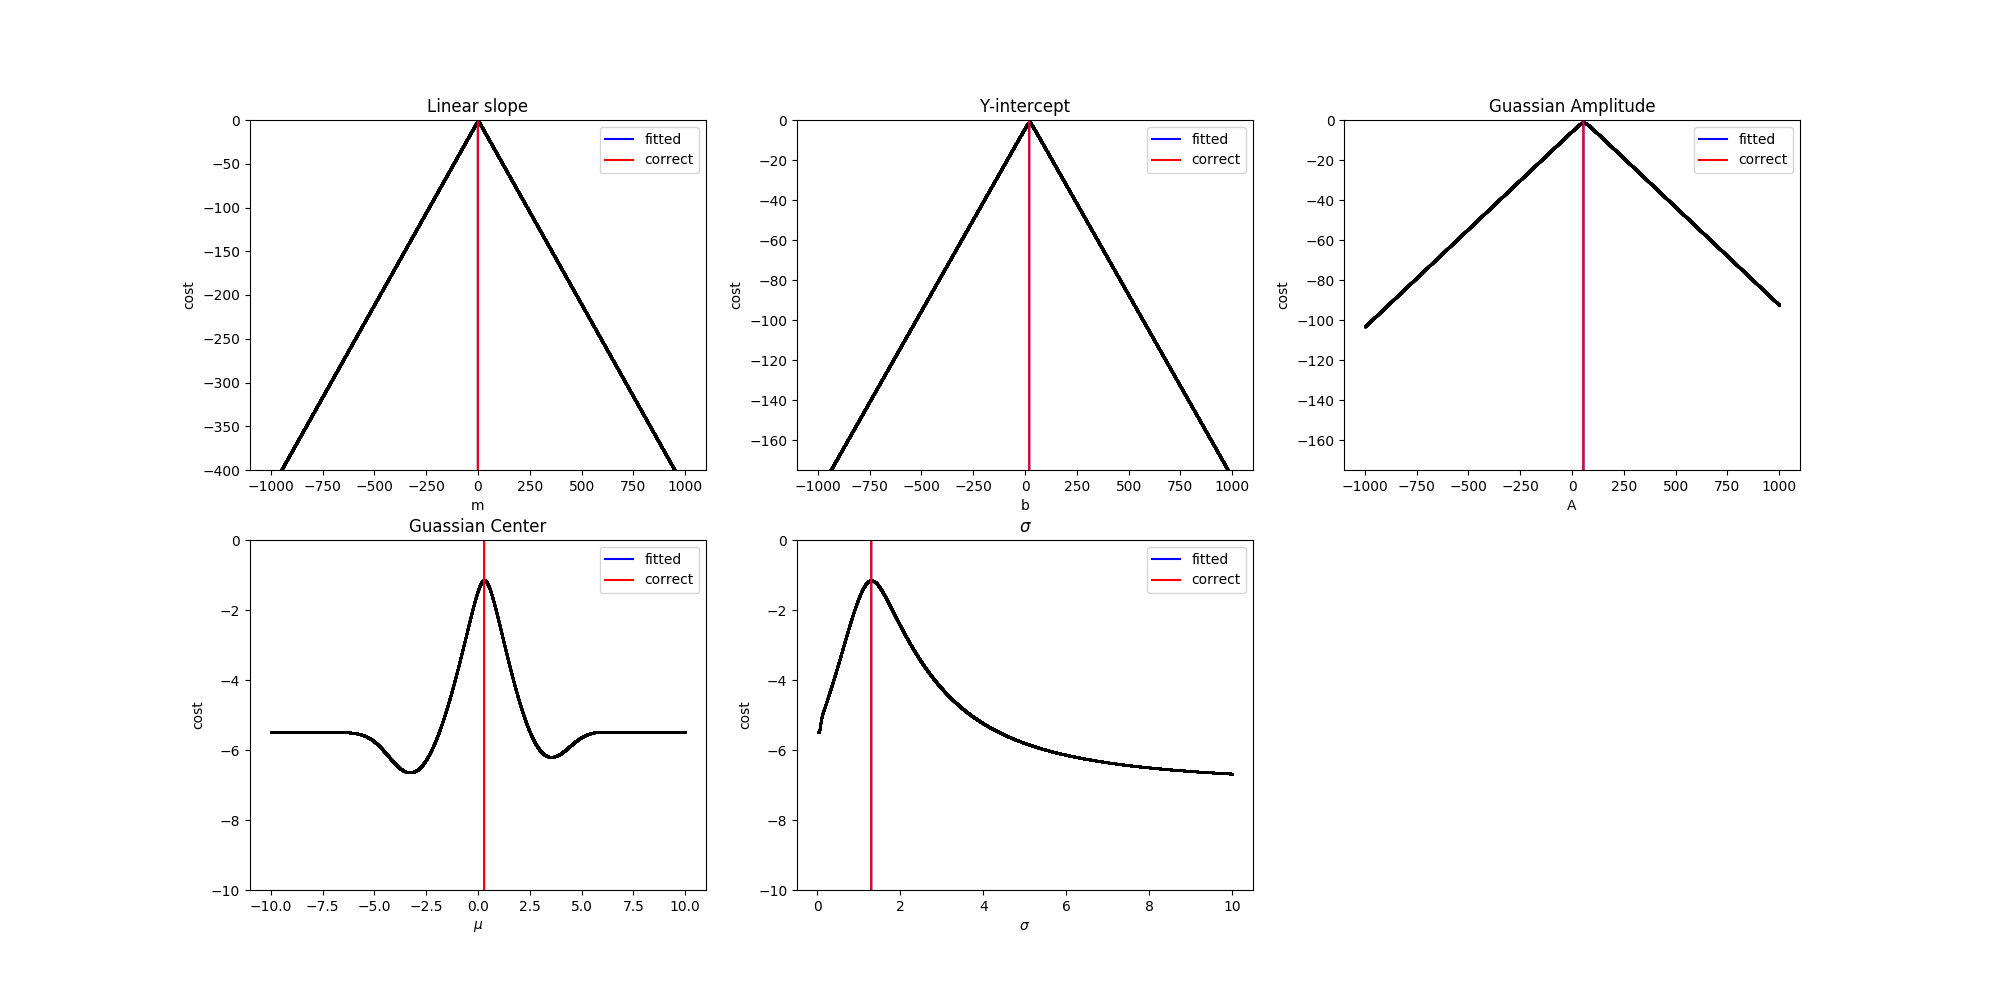 Linear slope
0
−50
−100
−150
−200
−250
−300
−350
−400
cost
−1000 −750 −500 −250 0 250 500 750 1000
m
fitted
correct
Y-intercept
0
−20
−40
−60
−80
−100
−120
−140
−160
cost
−1000 −750 −500 −250 0 250 500 750 1000
b
fitted
correct
Guassian Amplitude
0
−20
−40
−60
−80
−100
−120
−140
−160
cost
−1000 −750 −500 −250 0 250 500 750 1000
A
fitted
correct
Guassian Center
0
−2
−4
−6
−8
−10
cost
−10.0 −7.5 −5.0 −2.5 0.0 2.5 5.0 7.5 10.0
μ
fitted
correct
σ
0
−2
−4
−6
−8
−10
cost
0 2 4 6 8 10
σ
fitted
correct